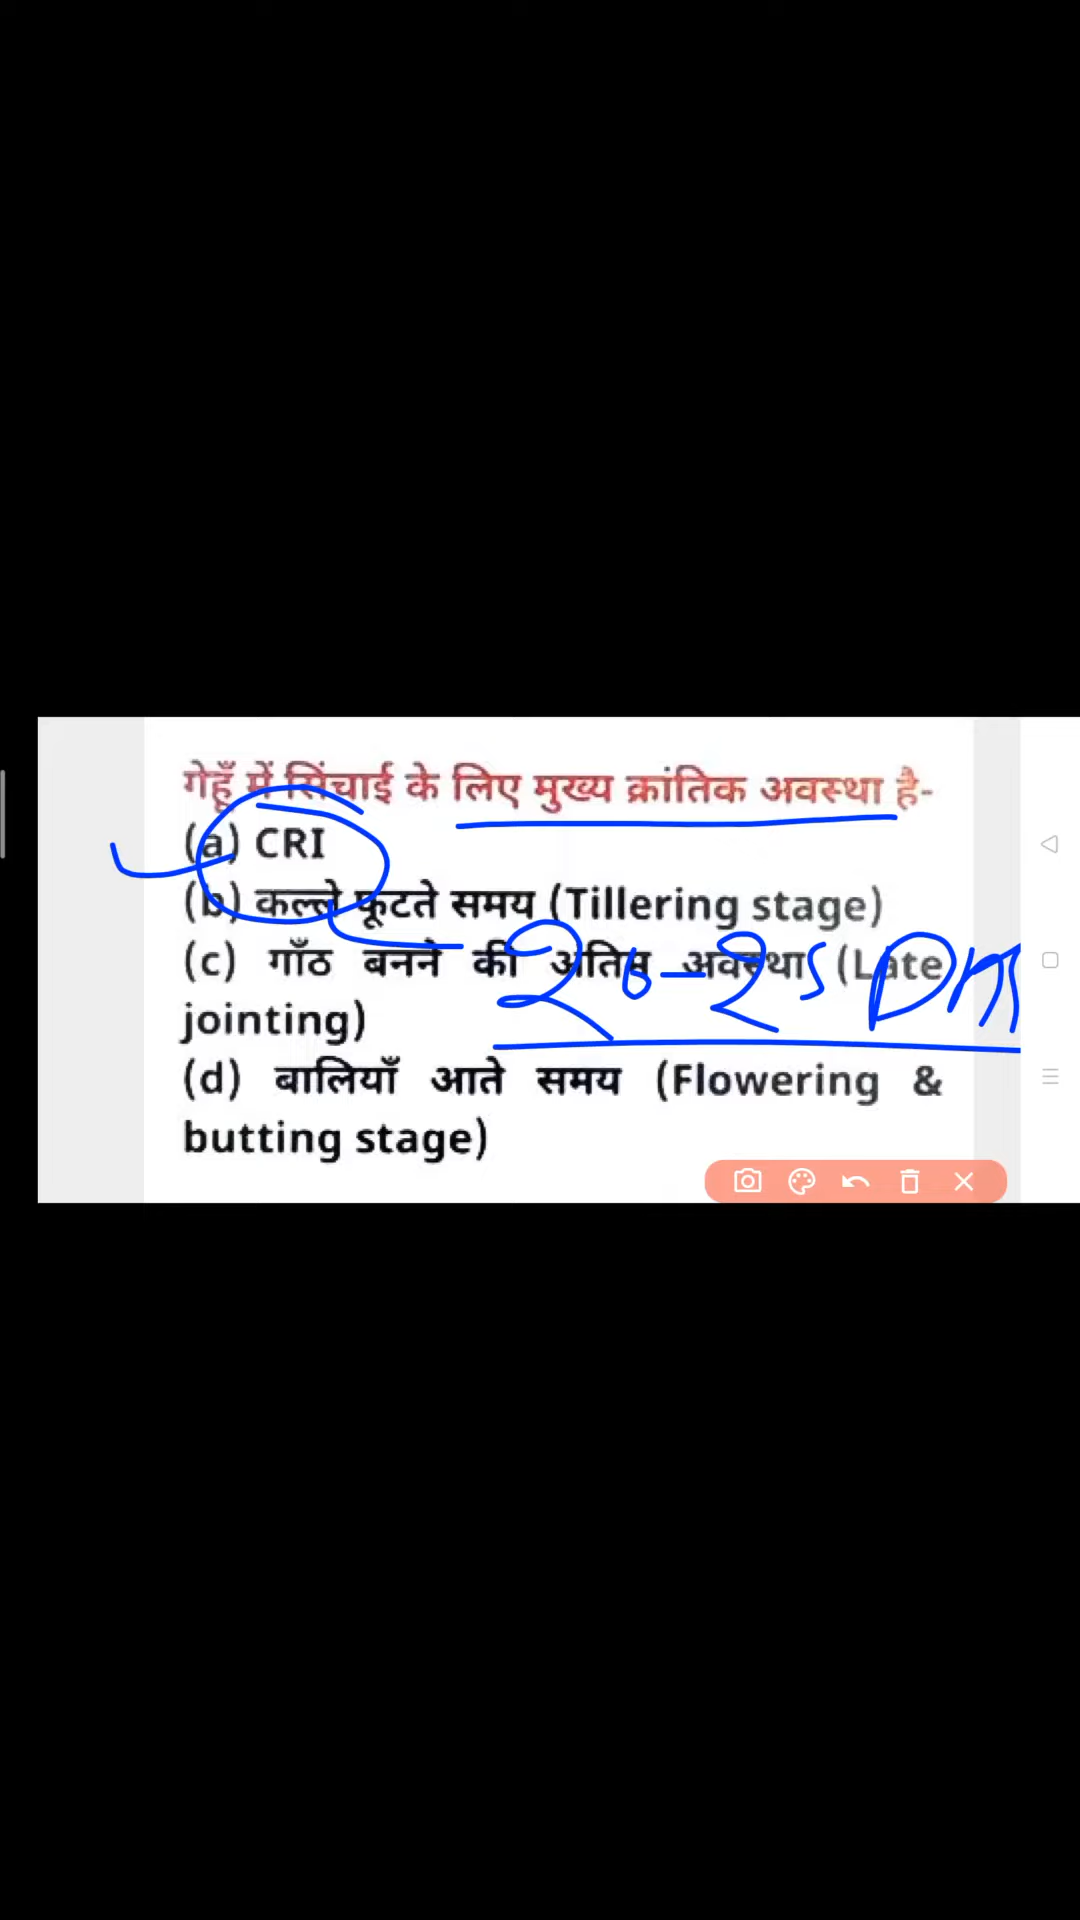 गेहूँ में सिंचाई के लिए मुख्य क्रांतिक अवस्था है-
(a) CRI
(b) कल्ले फूटते समय (Tillering stage)
(c) गाँठ बनने की अंतिम अवस्था (Late
jointing)
20-25 DAS
(d) बालियाँ आते समय (Flowering &
butting stage)